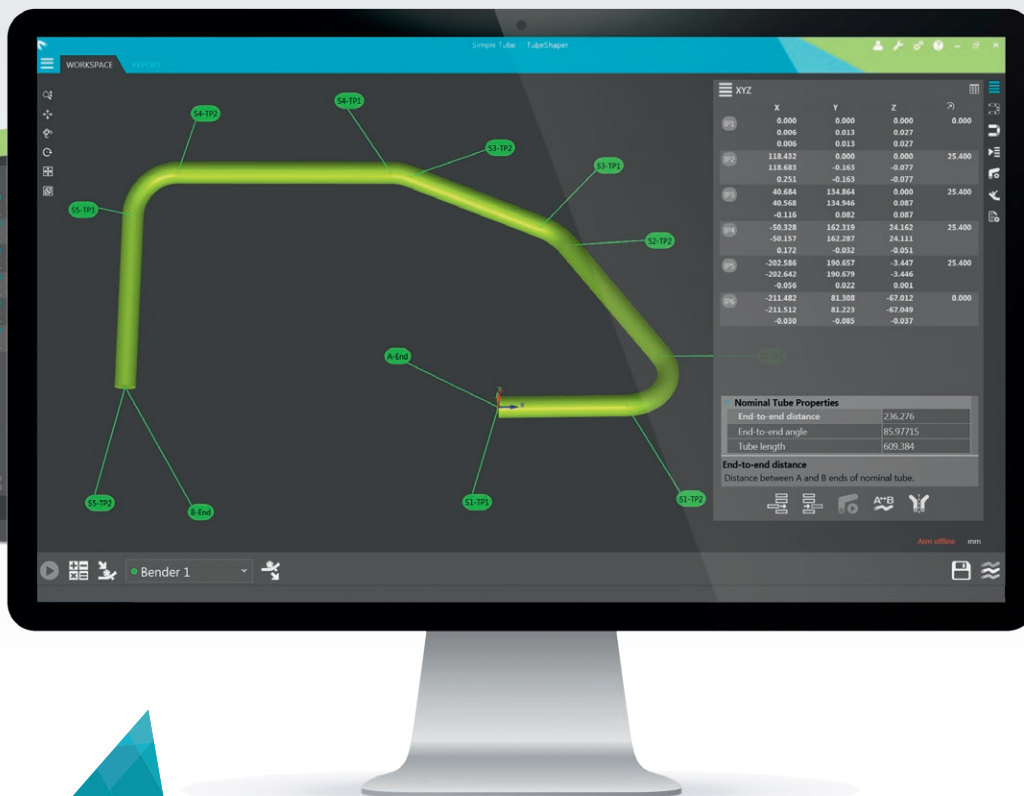 Simple Tube - TubeShaper
WORKSPACE
REPORT
S4-TP2
S4-TP1
S3-TP2
S3-TP1
S5-TP1
S2-TP2
A-End
S5-TP2
B-End
S1-TP1
S1-TP2
Y
X
XYZ
X Y Z
IP1 0.000 0.000 0.000 0.000
0.006 0.013 0.027
0.006 0.013 0.027
IP2 118.432 0.000 0.000 25.400
118.683 -0.163 -0.077
0.251 -0.163 -0.077
IP3 40.684 134.864 0.000 25.400
40.568 134.946 0.087
-0.116 0.082 0.087
IP4 -50.328 162.319 24.162 25.400
-50.157 162.287 24.111
0.172 -0.032 -0.051
IP5 -202.586 190.657 -3.447 25.400
-202.642 190.679 -3.446
-0.056 0.022 0.001
IP6 -211.482 81.308 -67.012 0.000
-211.512 81.223 -67.049
-0.030 -0.085 -0.037
Nominal Tube Properties
End-to-end distance 236.276
End-to-end angle 85.97715
Tube length 609.384
End-to-end distance
Distance between A and B ends of nominal tube.
A↔B
Arm offline mm
Bender 1